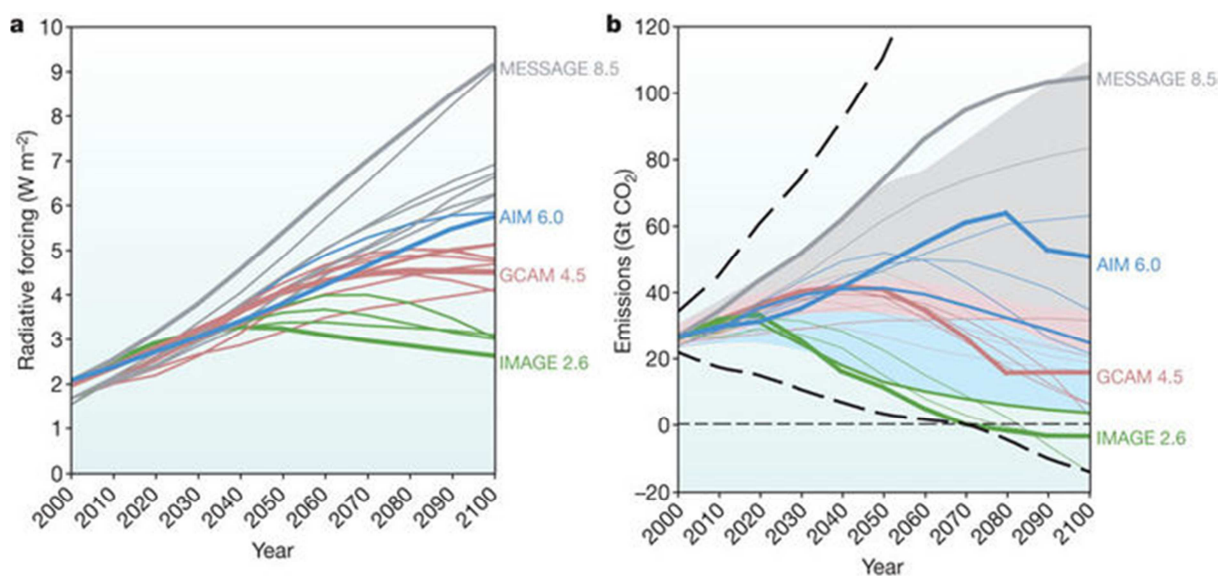 a
Radiative forcing (W m⁻²)
10
9
8
7
6
5
4
3
2
1
0
2000
2010
2020
2030
2040
2050
2060
2070
2080
2090
2100
Year
MESSAGE 8.5
AIM 6.0
GCAM 4.5
IMAGE 2.6
b
Emissions (Gt CO₂)
120
100
80
60
40
20
0
–20
2000
2010
2020
2030
2040
2050
2060
2070
2080
2090
2100
Year
MESSAGE 8.5
AIM 6.0
GCAM 4.5
IMAGE 2.6